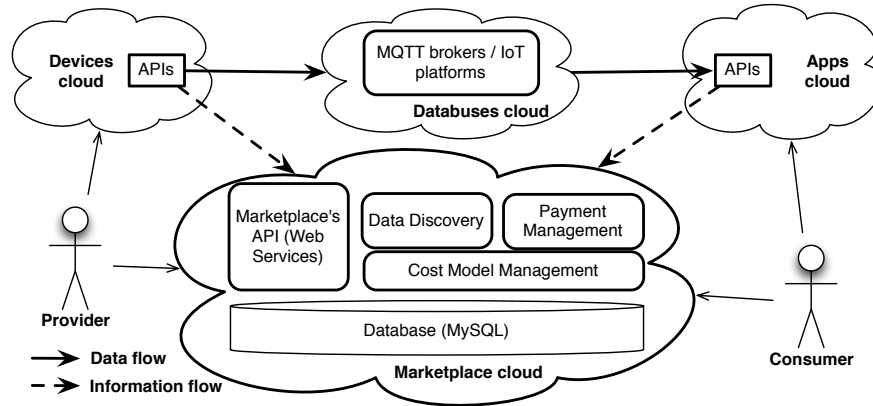 Devices
cloud
APIs
MQTT brokers / IoT
platforms
Databuses cloud
APIs
Apps
cloud
Marketplace's
API (Web
Services)
Data Discovery
Payment
Management
Cost Model Management
Database (MySQL)
Marketplace cloud
Provider
Consumer
Data flow
Information flow